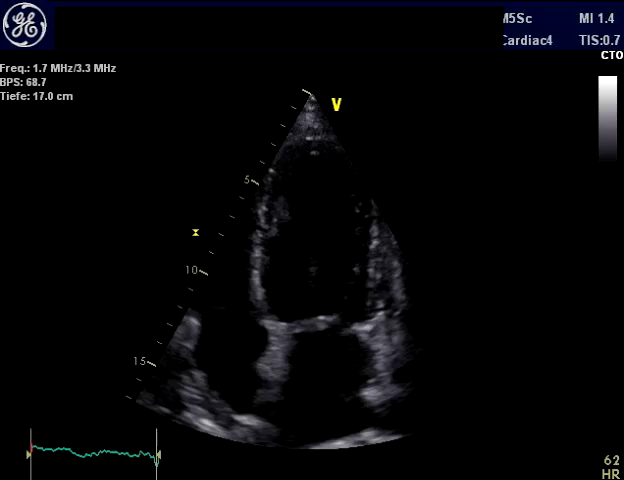 M5Sc MI 1.4
Cardiac4 TIS:0.7
CTO
Freq.: 1.7 MHz/3.3 MHz
BPS: 68.7
Tiefe: 17.0 cm
V
5
10
15
62
HR